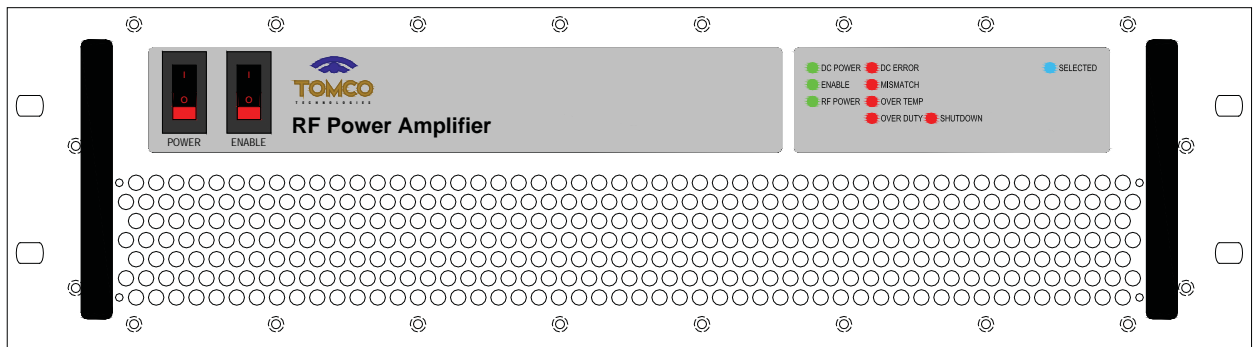 I
O
POWER
I
O
ENABLE
TOMCO
TECHNOLOGIES
RF Power Amplifier
DC POWER DC ERROR
ENABLE MISMATCH
RF POWER OVER TEMP
OVER DUTY SHUTDOWN
SELECTED